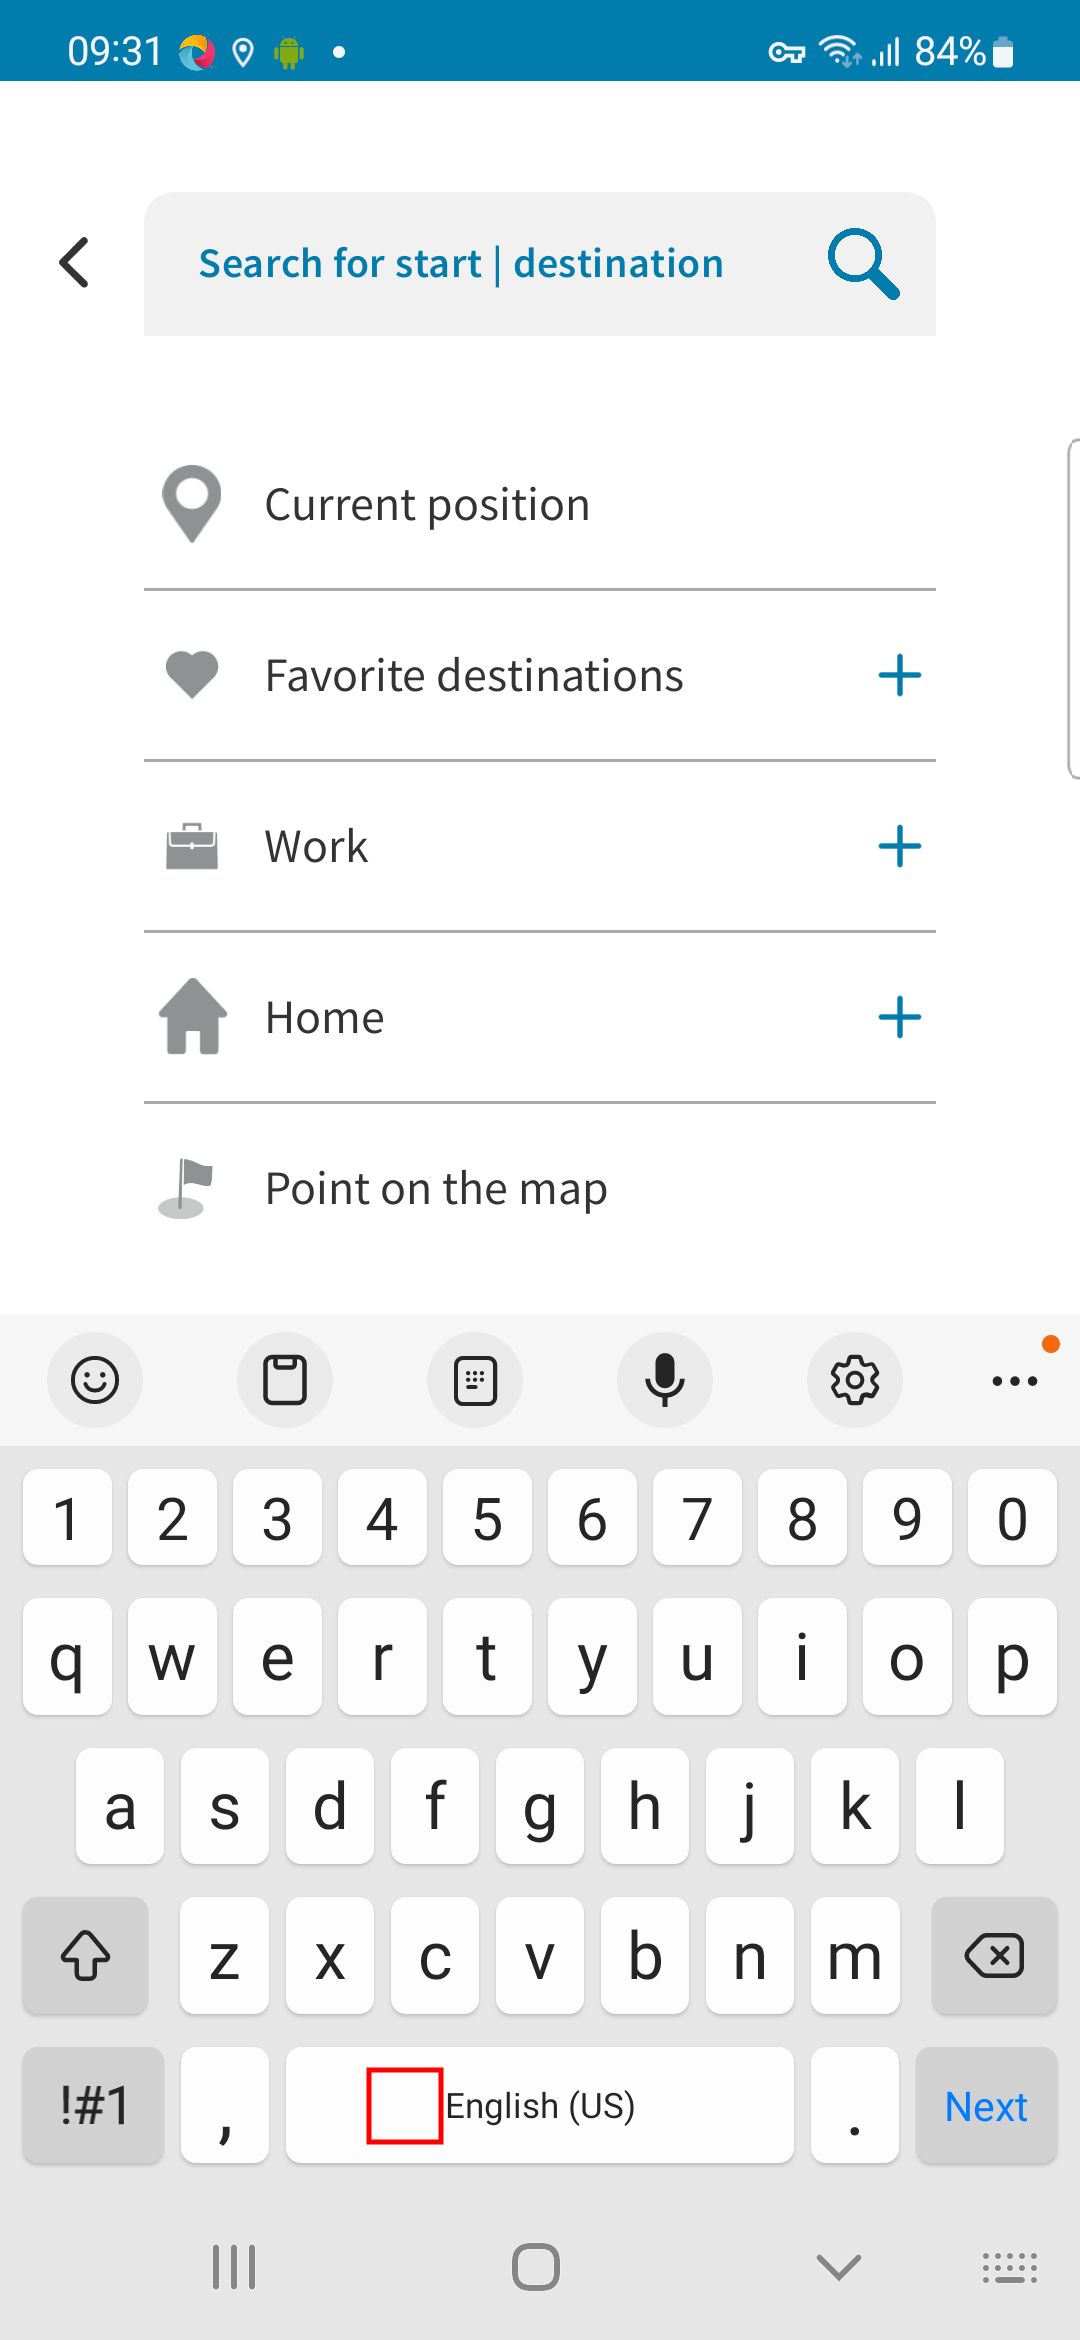 09:31 84%
Search for start | destination
Current position
Favorite destinations
Work
Home
Point on the map
1 2 3 4 5 6 7 8 9 0
q w e r t y u i o p
a s d f g h j k l
z x c v b n m
!#1 , English (US) . Next